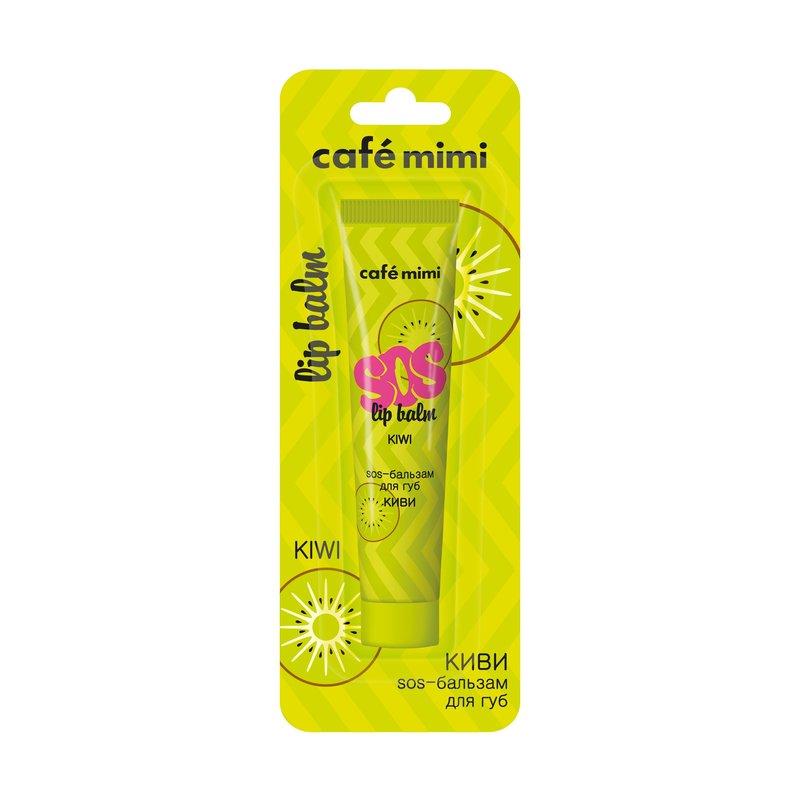 café mimi
lip balm
café mimi
SOS
lip balm
KIWI
sos-бальзам
для губ
КИВИ
KIWI
КИВИ
sos-бальзам
для губ